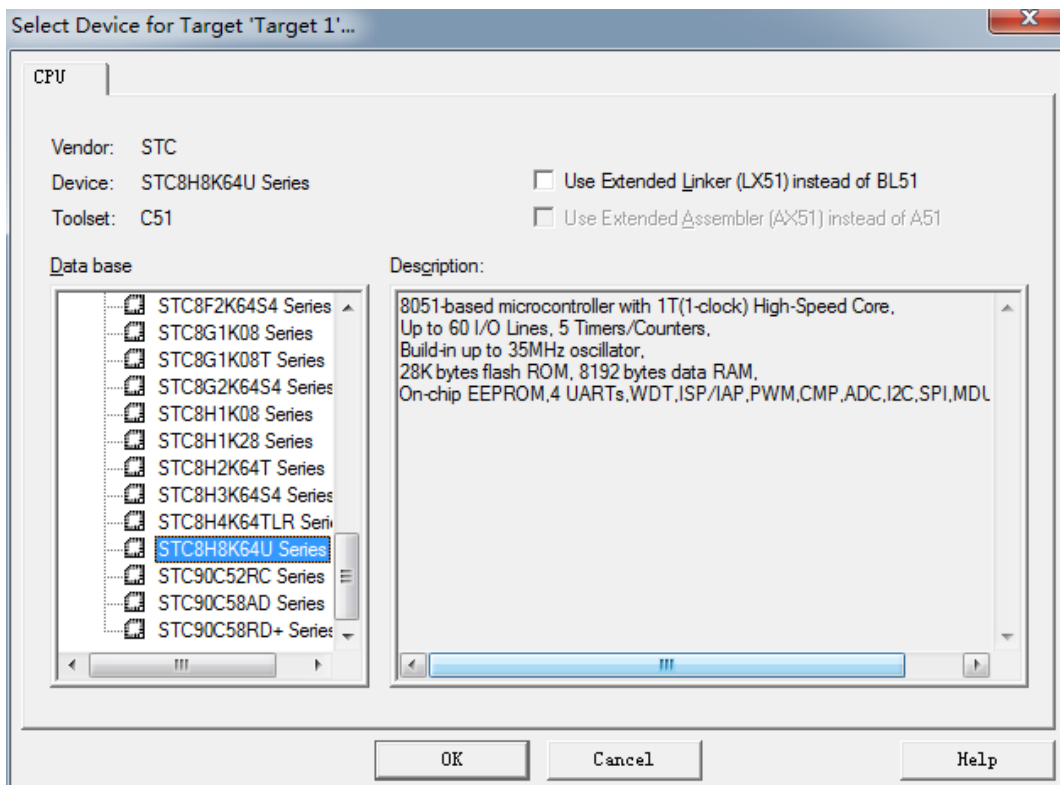 Select Device for Target 'Target 1'...
CPU
Vendor: STC
Device: STC8H8K64U Series
Toolset: C51
Use Extended Linker (LX51) instead of BL51
Use Extended Assembler (AX51) instead of A51
Data base
STC8F2K64S4 Series
STC8G1K08 Series
STC8G1K08T Series
STC8G2K64S4 Series
STC8H1K08 Series
STC8H1K28 Series
STC8H2K64T Series
STC8H3K64S4 Series
STC8H4K64TLR Seri
STC8H8K64U Series
STC90C52RC Series
STC90C58AD Series
STC90C58RD+ Series
Description:
8051-based microcontroller with 1T(1-clock) High-Speed Core,
Up to 60 I/O Lines, 5 Timers/Counters,
Build-in up to 35MHz oscillator,
28K bytes flash ROM, 8192 bytes data RAM,
On-chip EEPROM,4 UARTs,WDT,ISP/IAP,PWM,CMP,ADC,I2C,SPI,MDU
OK
Cancel
Help